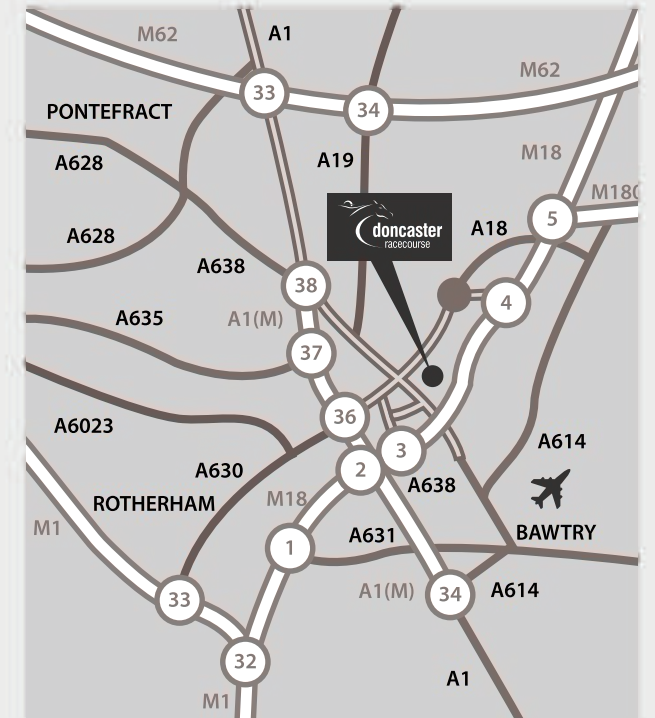 A1
M62
M62
33
34
PONTEFRACT
A19
M18
A628
M180
5
A18
doncaster
racecourse
A628
A638
38
4
A1(M)
A635
37
36
A6023
A614
3
A630
2
A638
ROTHERHAM
M18
M1
A631
BAWTRY
1
A1(M)
34
A614
33
32
A1
M1